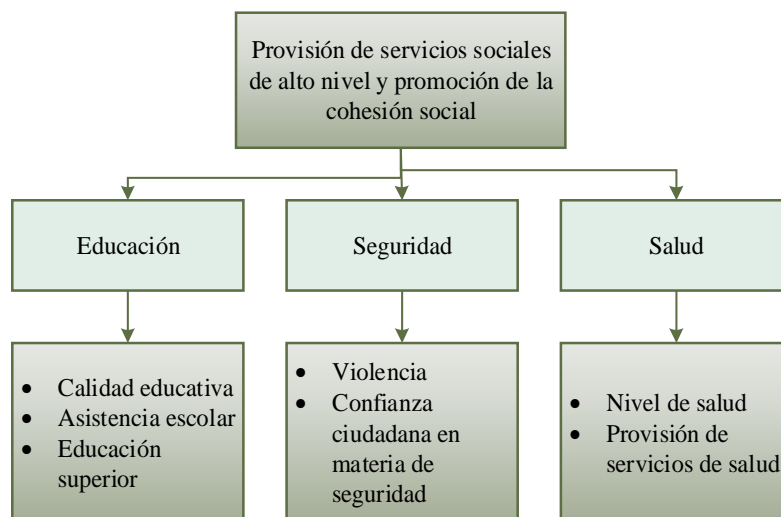 Provisión de servicios sociales
de alto nivel y promoción de la
cohesión social
Educación
Seguridad
Salud
• Calidad educativa
• Asistencia escolar
• Educación
superior
• Violencia
• Confianza
ciudadana en
materia de
seguridad
• Nivel de salud
• Provisión de
servicios de salud